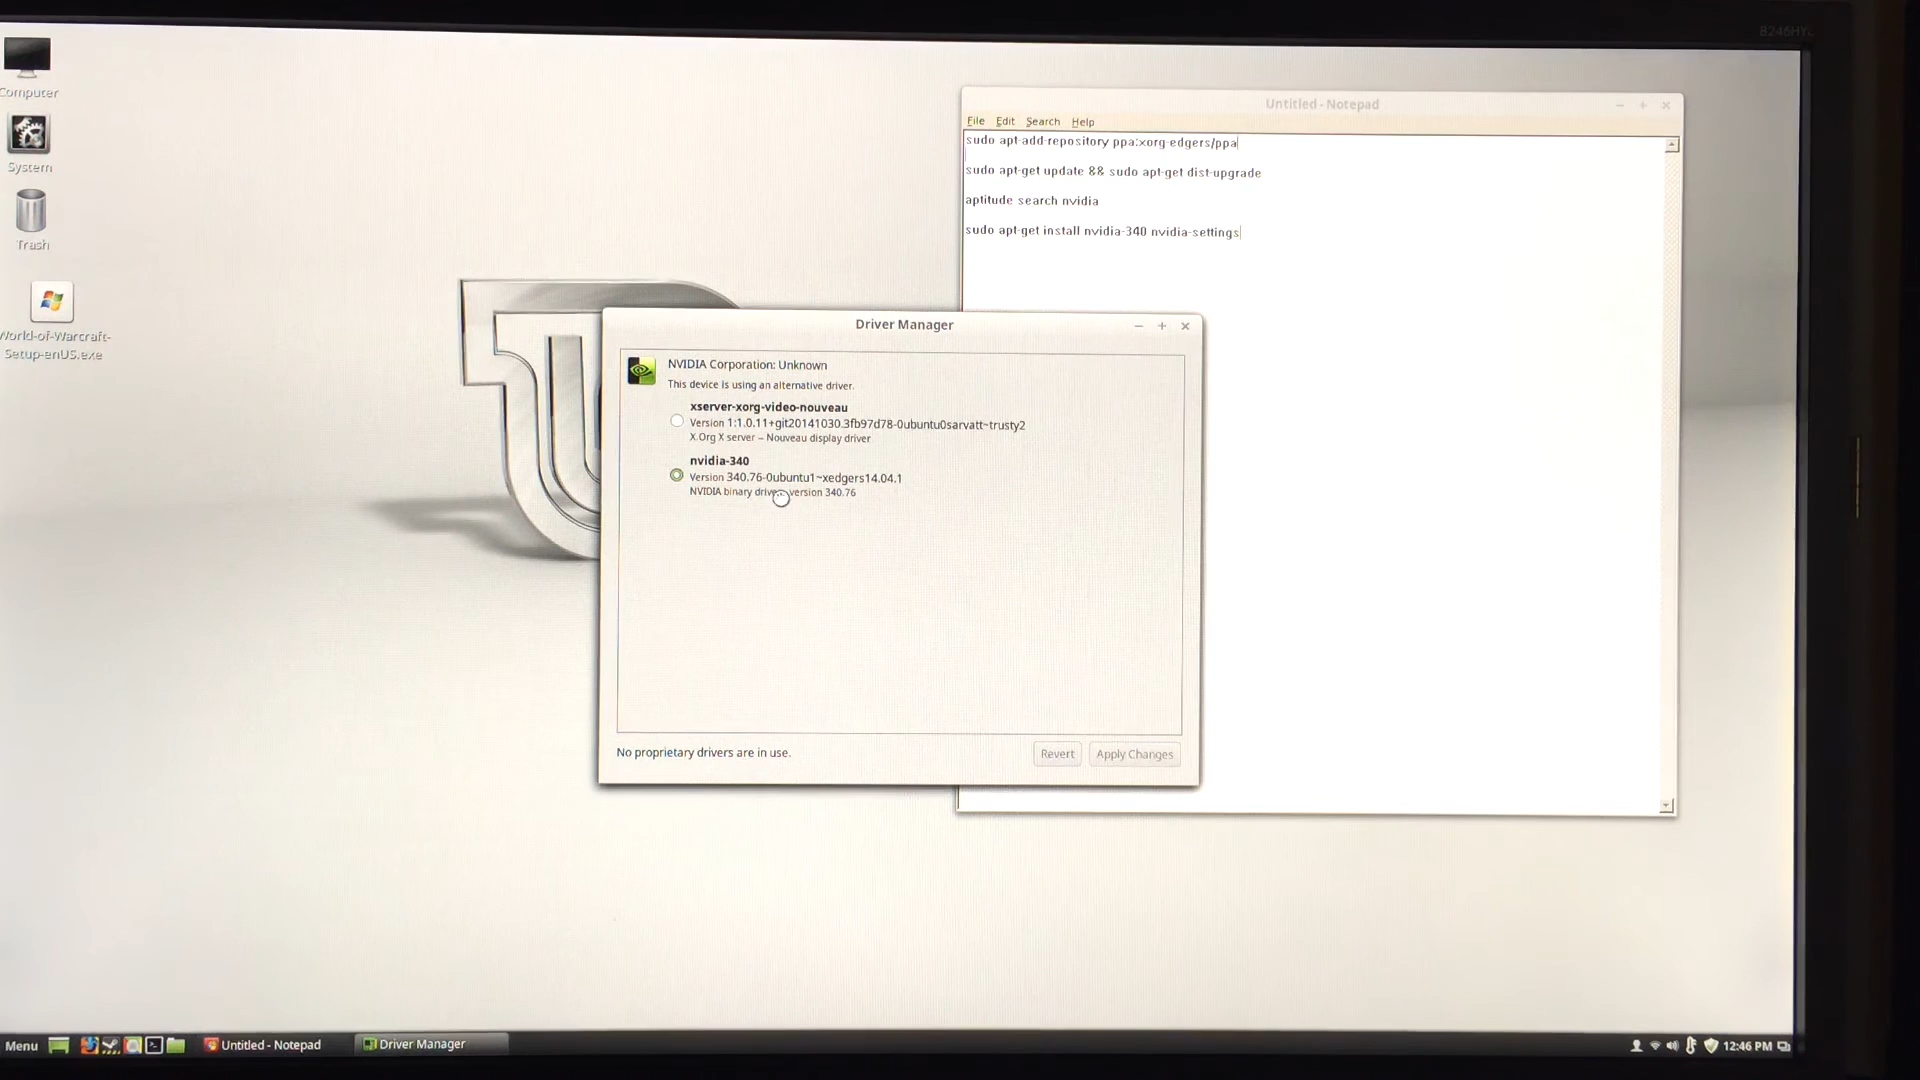 B246HYL
Computer
System
Trash
World-of-Warcraft-
Setup-enUS.exe
Untitled - Notepad
File Edit Search Help
sudo apt-add-repository ppa:xorg-edgers/ppa
sudo apt-get update && sudo apt-get dist-upgrade
aptitude search nvidia
sudo apt-get install nvidia-340 nvidia-settings
Driver Manager
NVIDIA Corporation: Unknown
This device is using an alternative driver.
xserver-xorg-video-nouveau
Version 1:1.0.11+git20141030.3fb97d78-0ubuntu0sarvatt~trusty2
X.Org X server – Nouveau display driver
nvidia-340
Version 340.76-0ubuntu1~xedgers14.04.1
NVIDIA binary driver version 340.76
No proprietary drivers are in use.
Revert
Apply Changes
Menu
Untitled - Notepad
Driver Manager
12:46 PM